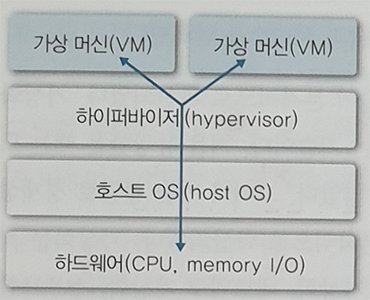 가상 머신(VM)
가상 머신(VM)
하이퍼바이저(hypervisor)
호스트 OS(host OS)
하드웨어(CPU, memory I/O)